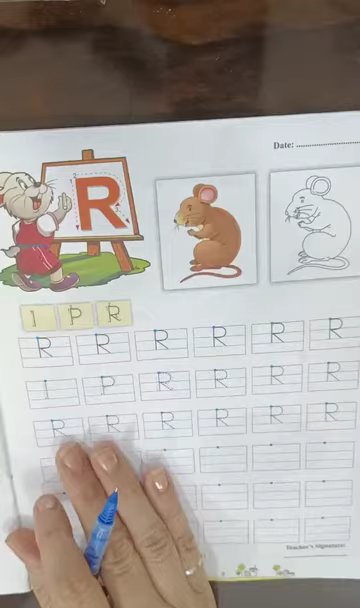 Date: ........................
R
1 P R
R R R R R R
1 P R R R R
R R R R R R
Teacher's Signature: